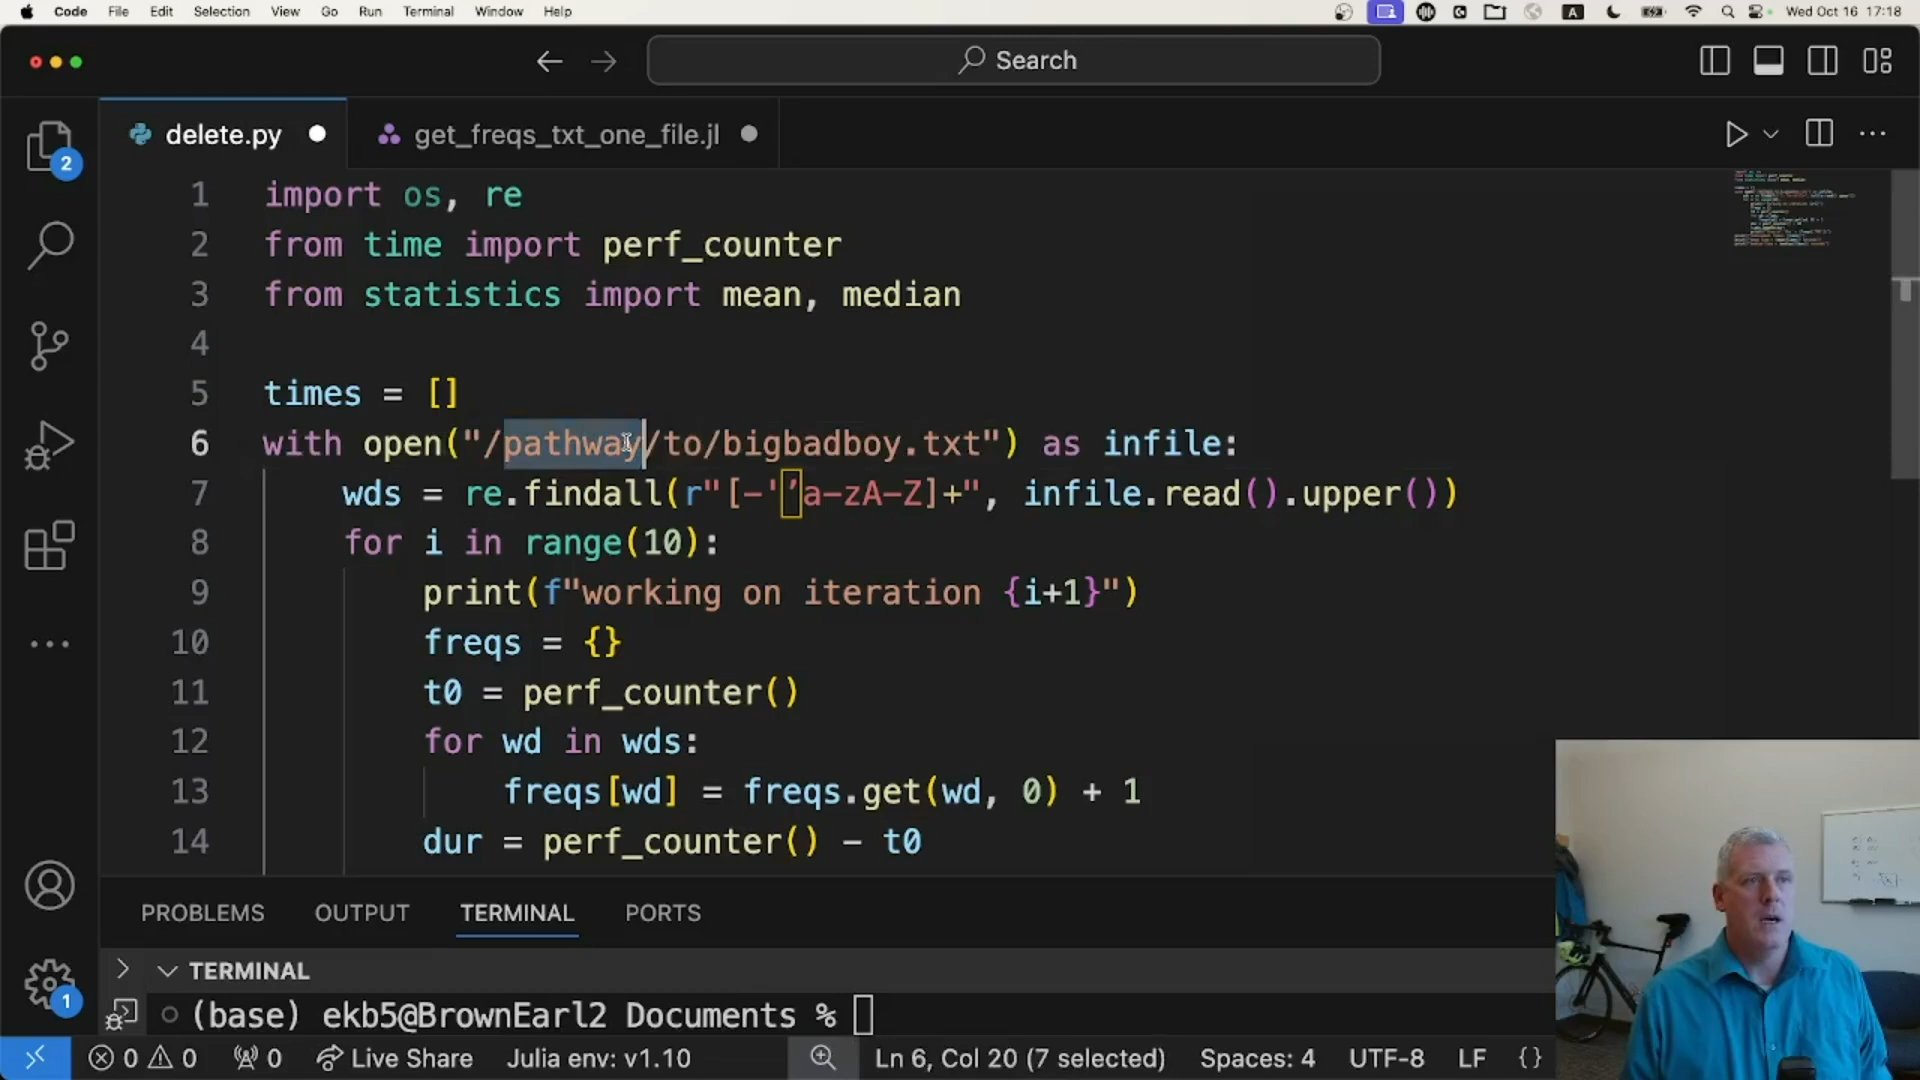 Code File Edit Selection View Go Run Terminal Window Help A Wed Oct 16 17:18
Search
2 delete.py get_freqs_txt_one_file.jl
1 import os, re
2 from time import perf_counter
3 from statistics import mean, median
4
5 times = []
6 with open("/pathway/to/bigbadboy.txt") as infile:
7 wds = re.findall(r"[-'’a-zA-Z]+", infile.read().upper())
8 for i in range(10):
9 print(f"working on iteration {i+1}")
10 freqs = {}
11 t0 = perf_counter()
12 for wd in wds:
13 freqs[wd] = freqs.get(wd, 0) + 1
14 dur = perf_counter() - t0
PROBLEMS OUTPUT TERMINAL PORTS
TERMINAL
1 (base) ekb5@BrownEarl2 Documents %
0 0 0 Live Share Julia env: v1.10 Ln 6, Col 20 (7 selected) Spaces: 4 UTF-8 LF {}